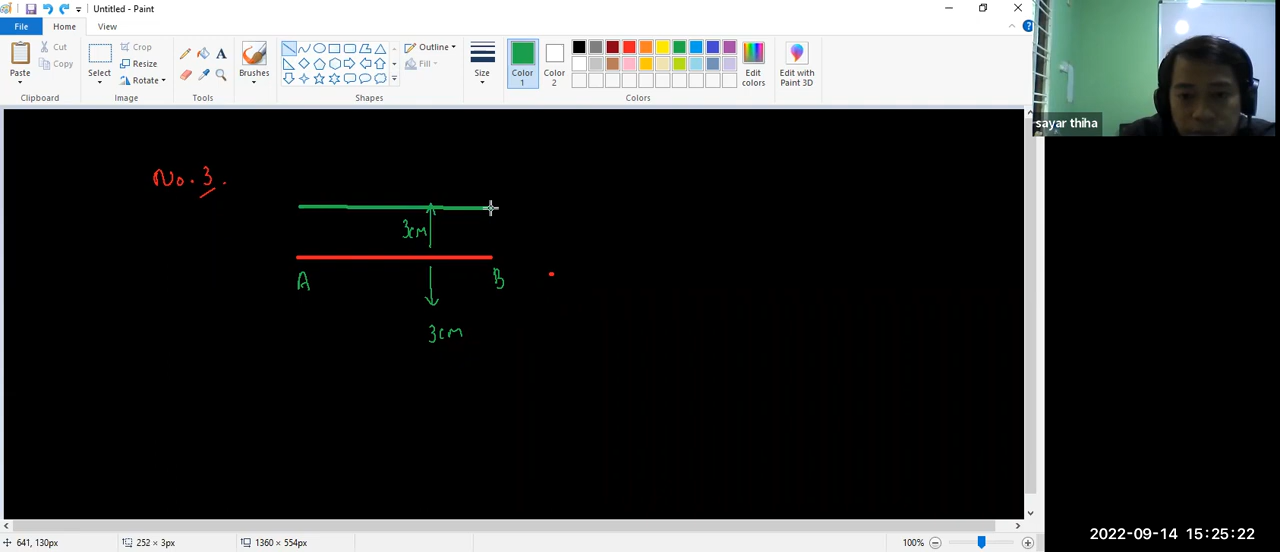 Untitled - Paint
File Home View
Paste
Cut
Copy
Clipboard
Select
Crop
Resize
Rotate
Image
Tools
Brushes
Shapes
Outline
Fill
Size
Color 1
Color 2
Colors
Edit colors
Edit with Paint 3D
sayar thiha
No. 3.
3cm
A B
3cm
641, 130px
252 × 3px
1360 × 554px
100%
2022-09-14 15:25:22